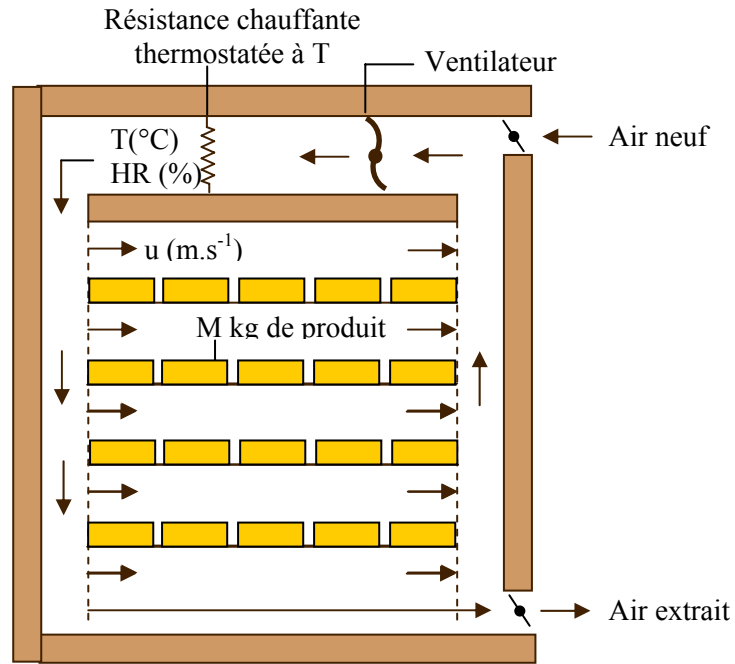 Résistance chauffante
thermostatée à T
Ventilateur
Air neuf
T(°C)
HR (%)
u (m.s⁻¹)
M kg de produit
Air extrait